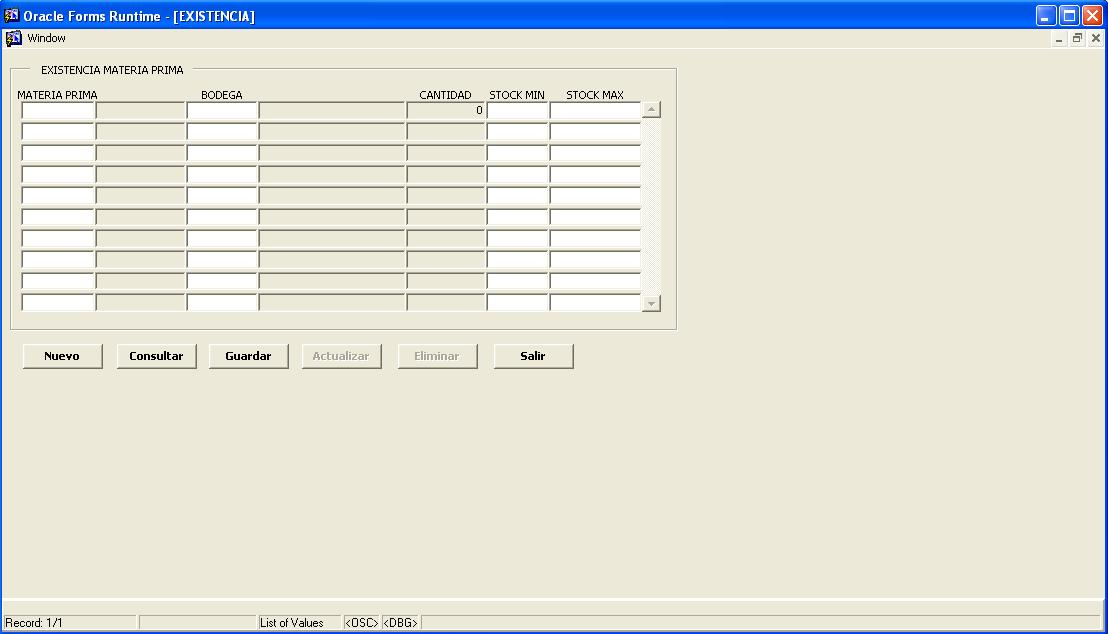 Oracle Forms Runtime - [EXISTENCIA]
Window
EXISTENCIA MATERIA PRIMA
MATERIA PRIMA BODEGA CANTIDAD STOCK MIN STOCK MAX
0
Nuevo Consultar Guardar Actualizar Eliminar Salir
Record: 1/1 List of Values <OSC> <DBG>